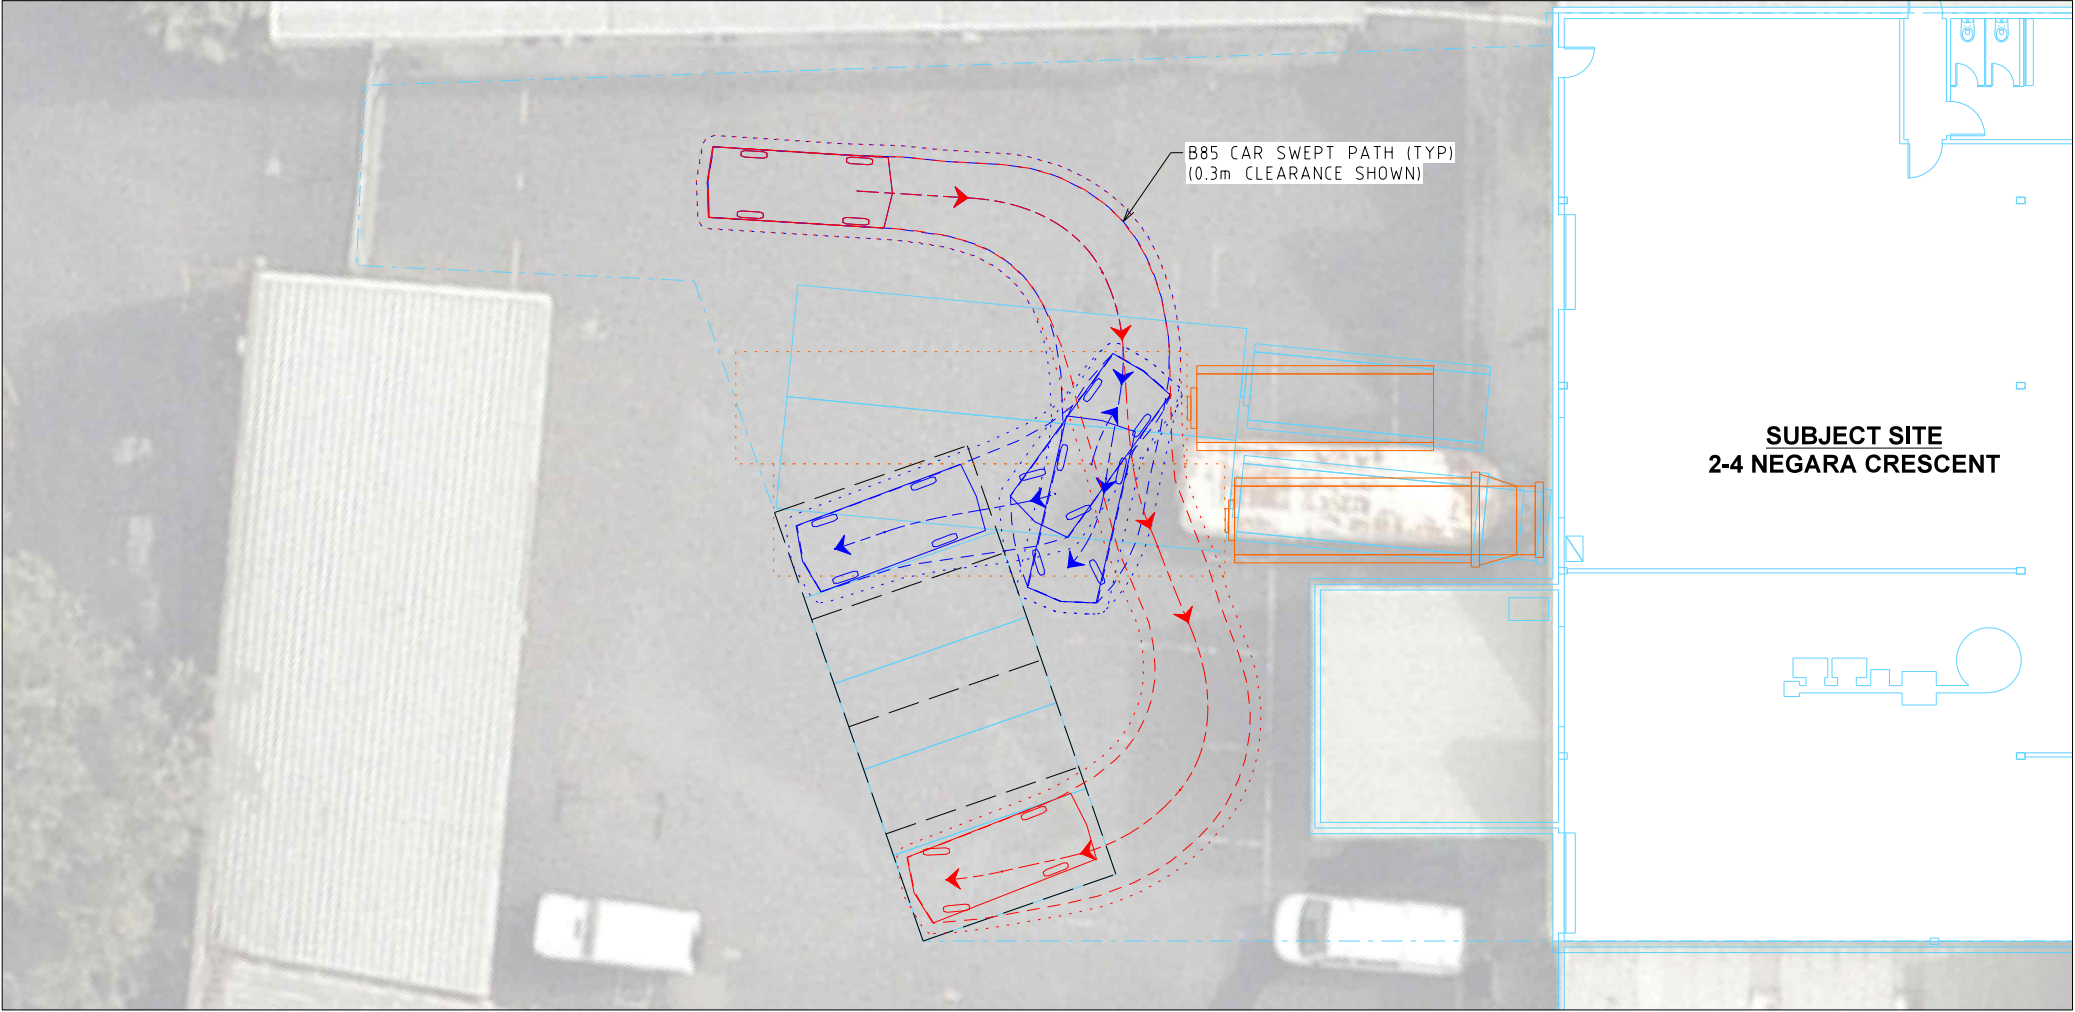 B85 CAR SWEPT PATH (TYP)
(0.3m CLEARANCE SHOWN)
SUBJECT SITE
2-4 NEGARA CRESCENT